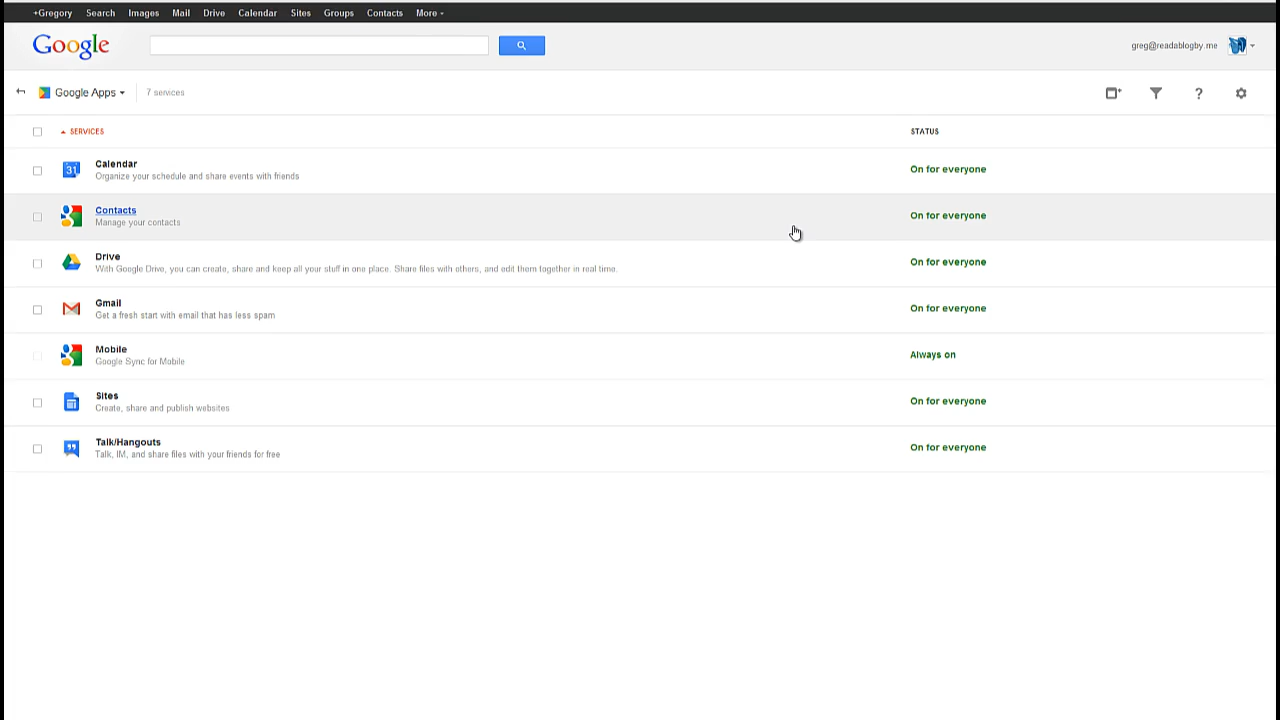 +Gregory Search Images Mail Drive Calendar Sites Groups Contacts More
Google
greg@readablogby.me
Google Apps 7 services
SERVICES STATUS
31
Calendar
Organize your schedule and share events with friends
On for everyone
Contacts
Manage your contacts
On for everyone
Drive
With Google Drive, you can create, share and keep all your stuff in one place. Share files with others, and edit them together in real time.
On for everyone
Gmail
Get a fresh start with email that has less spam
On for everyone
Mobile
Google Sync for Mobile
Always on
Sites
Create, share and publish websites
On for everyone
Talk/Hangouts
Talk, IM, and share files with your friends for free
On for everyone